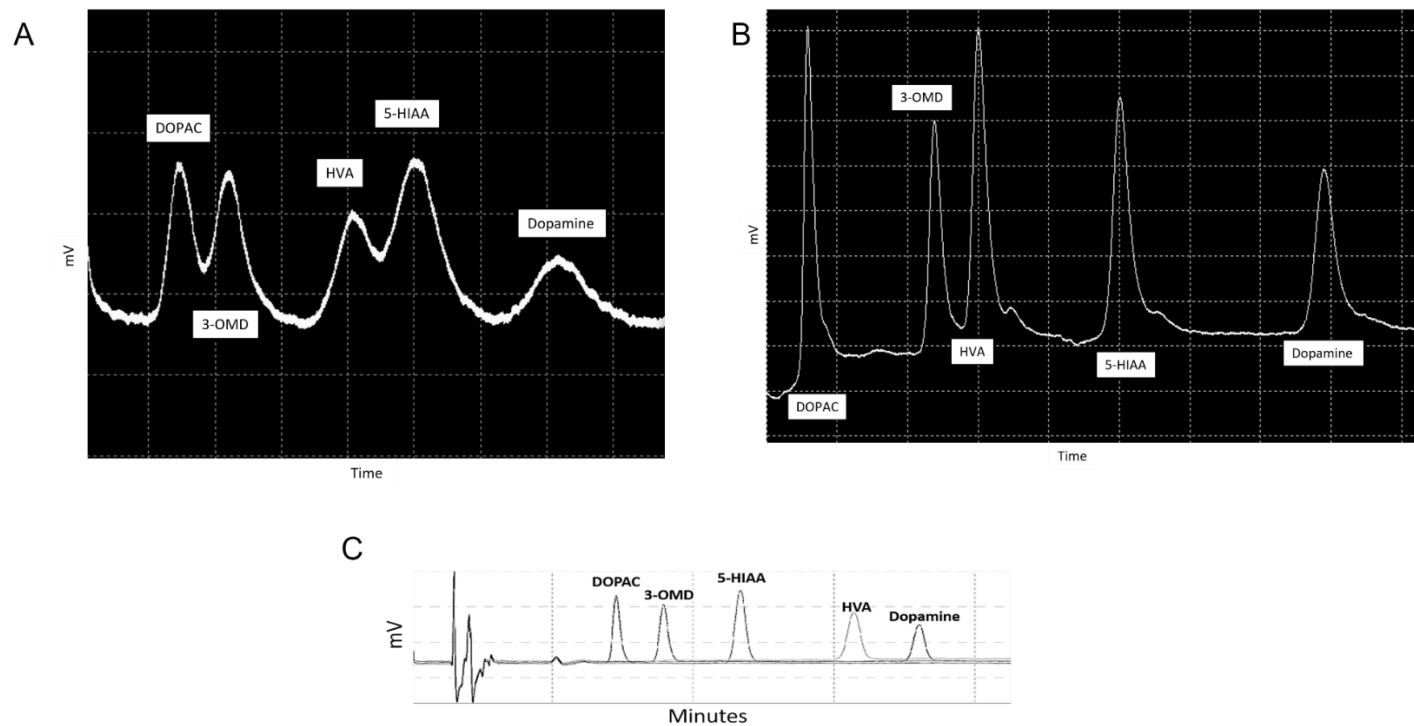 A
DOPAC
3-OMD
HVA
5-HIAA
Dopamine
mV
Time
B
DOPAC
3-OMD
HVA
5-HIAA
Dopamine
mV
Time
C
DOPAC
3-OMD
5-HIAA
HVA
Dopamine
mV
Minutes